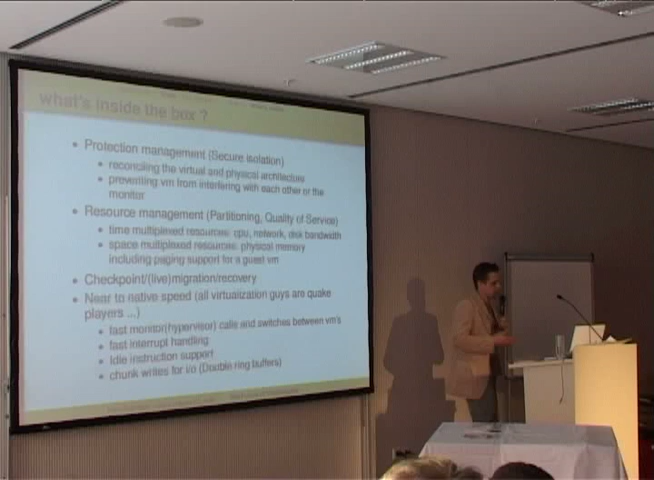 what's inside the box ?
• Protection management (Secure isolation)
• reconciling the virtual and physical architecture
• preventing vm from interfering with each other or the
monitor
• Resource management (Partitioning, Quality of Service)
• time multiplexed resources: cpu, network, disk bandwidth
• space multiplexed resources: physical memory
including paging support for a guest vm
• Checkpoint/(live)migration/recovery
• Near to native speed (all virtualization guys are quake
players ...)
• fast monitor(hypervisor) calls and switches between vm's
• fast interrupt handling
• Idle instruction support
• chunk writes for i/o (Double ring buffers)